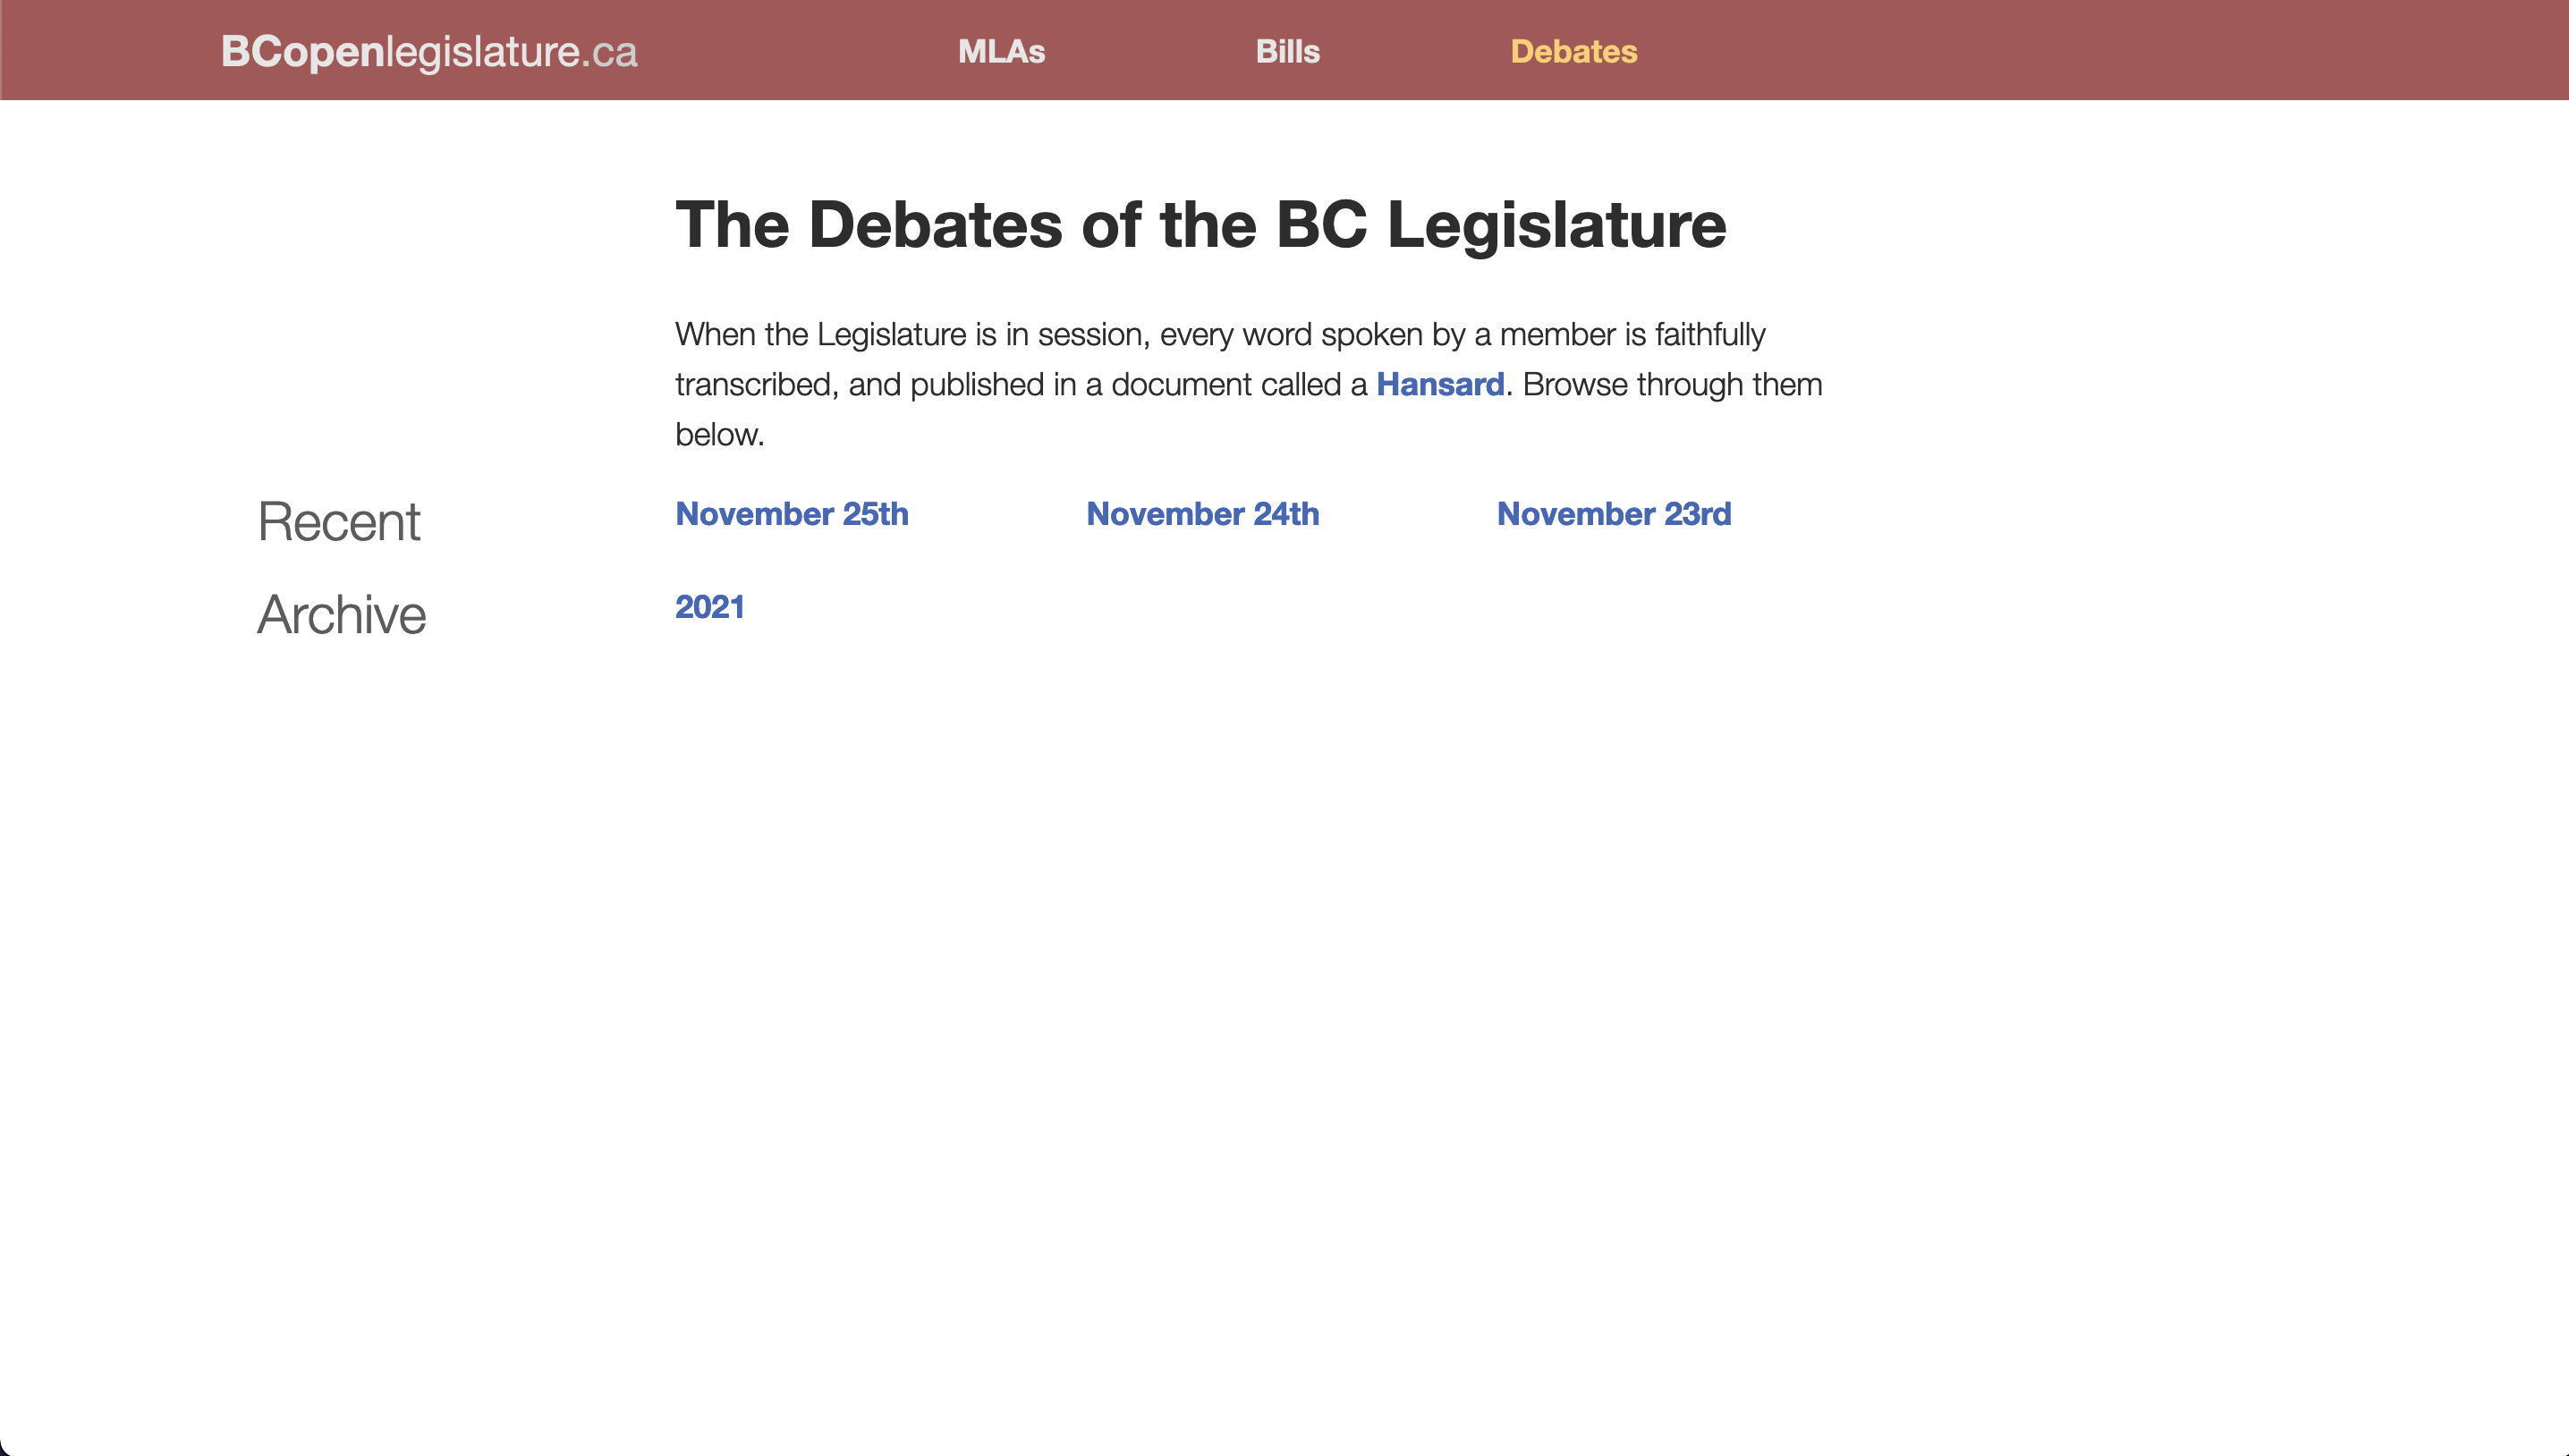 BCopenlegislature.ca MLAs Bills Debates
The Debates of the BC Legislature
When the Legislature is in session, every word spoken by a member is faithfully
transcribed, and published in a document called a Hansard. Browse through them
below.
Recent November 25th November 24th November 23rd
Archive 2021